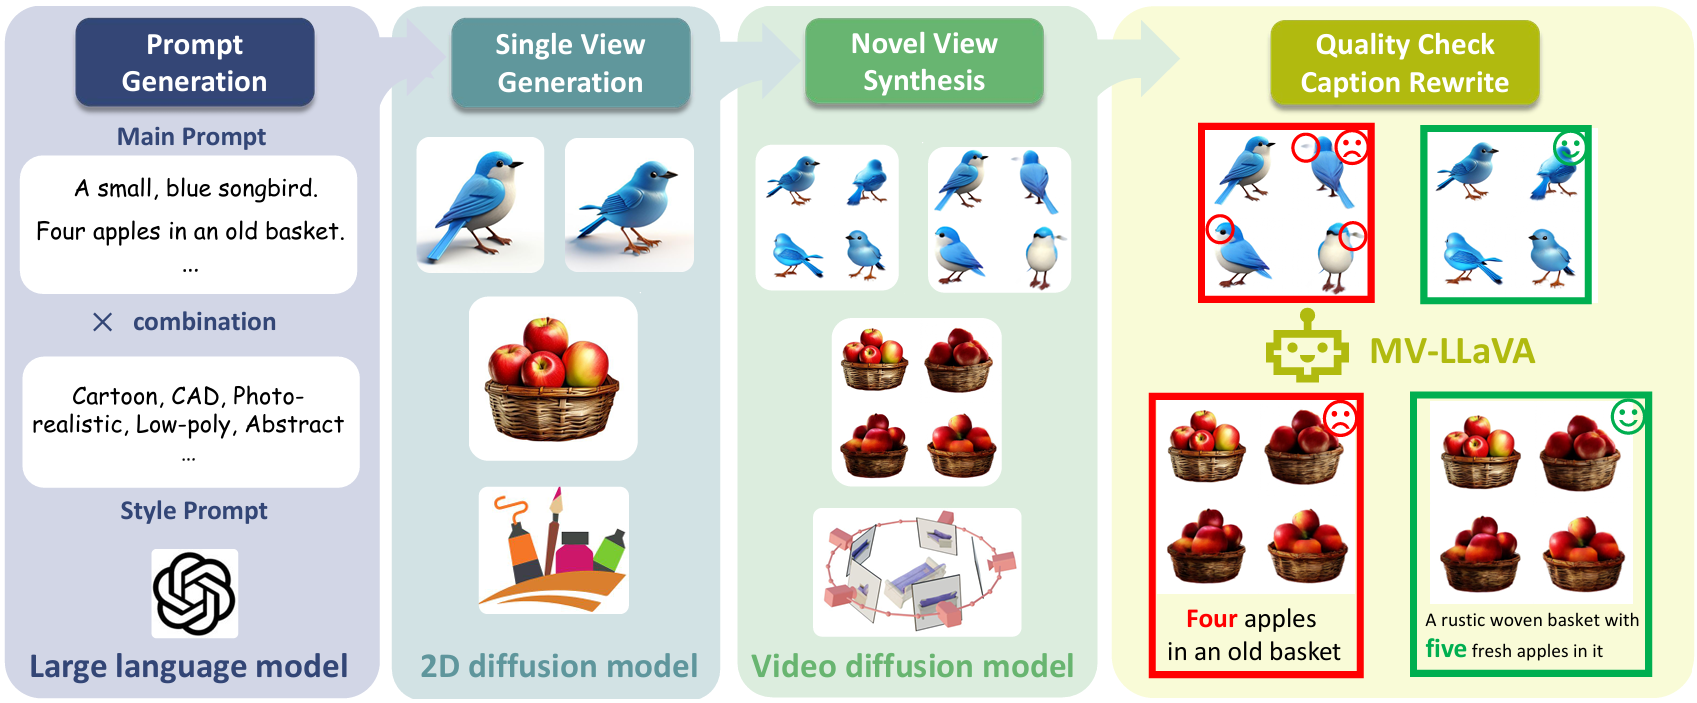 Prompt
Generation
Main Prompt
A small, blue songbird.
Four apples in an old basket.
...
× combination
Cartoon, CAD, Photo-
realistic, Low-poly, Abstract
...
Style Prompt
Large language model
Single View
Generation
2D diffusion model
Novel View
Synthesis
Video diffusion model
Quality Check
Caption Rewrite
MV-LLaVA
Four apples
in an old basket
A rustic woven basket with
five fresh apples in it